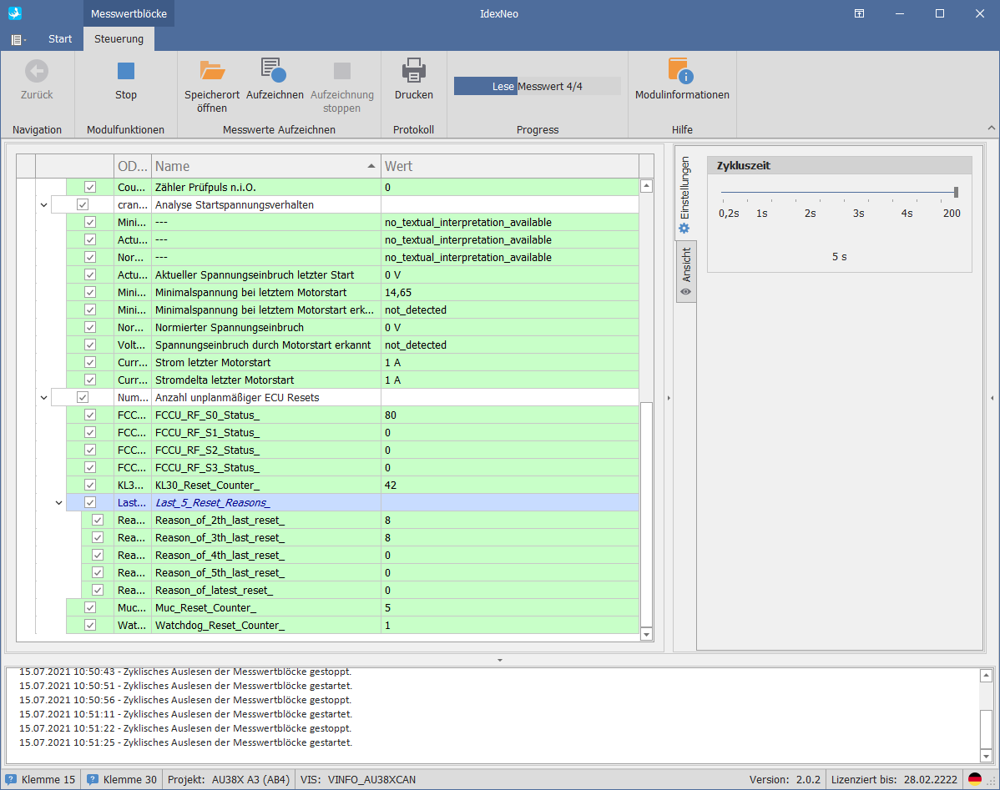 Messwertblöcke
IdexNeo
Start
Steuerung
Zurück
Stop
Speicherort öffnen
Aufzeichnen
Aufzeichnung stoppen
Drucken
Lese Messwert 4/4
Modulinformationen
Navigation
Modulfunktionen
Messwerte Aufzeichnen
Protokoll
Progress
Hilfe
OD... Name Wert
Cou... Zähler Prüfpuls n.i.O. 0
cran... Analyse Startspannungsverhalten
Mini... --- no_textual_interpretation_available
Actu... --- no_textual_interpretation_available
Nor... --- no_textual_interpretation_available
Actu... Aktueller Spannungseinbruch letzter Start 0 V
Mini... Minimalspannung bei letztem Motorstart 14,65
Mini... Minimalspannung bei letztem Motorstart erk... not_detected
Nor... Normierter Spannungseinbruch 0 V
Volt... Spannungseinbruch durch Motorstart erkannt not_detected
Curr... Strom letzter Motorstart 1 A
Curr... Stromdelta letzter Motorstart 1 A
Num... Anzahl unplanmäßiger ECU Resets
FCC... FCCU_RF_S0_Status_ 80
FCC... FCCU_RF_S1_Status_ 0
FCC... FCCU_RF_S2_Status_ 0
FCC... FCCU_RF_S3_Status_ 0
KL3... KL30_Reset_Counter_ 42
Last... Last_5_Reset_Reasons_
Rea... Reason_of_2th_last_reset_ 8
Rea... Reason_of_3th_last_reset_ 8
Rea... Reason_of_4th_last_reset_ 0
Rea... Reason_of_5th_last_reset_ 0
Rea... Reason_of_latest_reset_ 0
Muc... Muc_Reset_Counter_ 5
Wat... Watchdog_Reset_Counter_ 1
Einstellungen
Ansicht
Zykluszeit
0,2s 1s 2s 3s 4s 200
5 s
15.07.2021 10:50:43 - Zyklisches Auslesen der Messwertblöcke gestoppt.
15.07.2021 10:50:51 - Zyklisches Auslesen der Messwertblöcke gestartet.
15.07.2021 10:50:56 - Zyklisches Auslesen der Messwertblöcke gestoppt.
15.07.2021 10:51:11 - Zyklisches Auslesen der Messwertblöcke gestartet.
15.07.2021 10:51:22 - Zyklisches Auslesen der Messwertblöcke gestoppt.
15.07.2021 10:51:25 - Zyklisches Auslesen der Messwertblöcke gestartet.
Klemme 15 Klemme 30 Projekt: AU38X A3 (AB4) VIS: VINFO_AU38XCAN Version: 2.0.2 Lizenziert bis: 28.02.2222